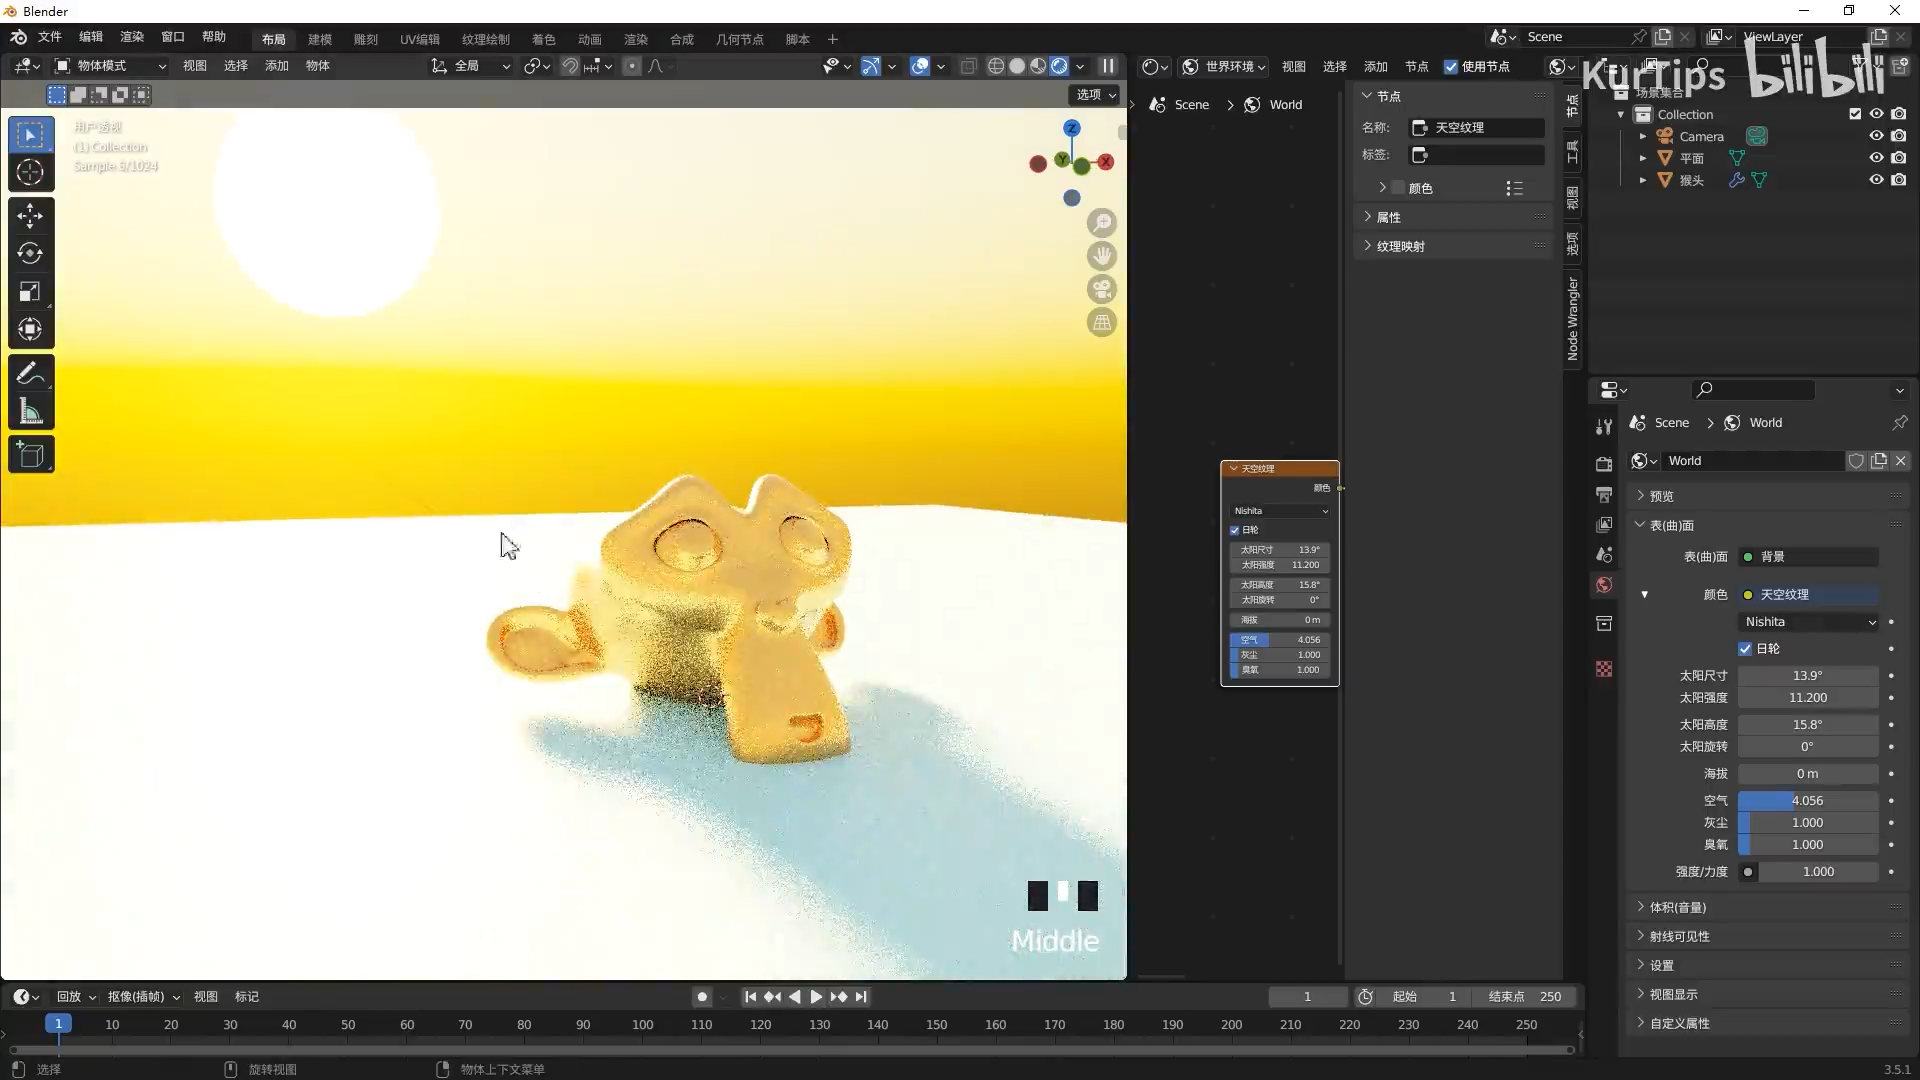 Blender
文件 编辑 渲染 窗口 帮助 布局 建模 雕刻 UV编辑 纹理绘制 着色 动画 渲染 合成 几何节点 脚本 Scene ViewLayer
物体模式 视图 选择 添加 物体 全局 世界环境 视图 选择 添加 节点 使用节点
KurTips bilibili
选项
用户透视
(1) Collection
Sample 8/1024
Z
Y
X
Scene World
节点
名称: 天空纹理
标签:
颜色
属性
纹理映射
节点
工具
视图
选项
Node Wrangler
场景集合
Collection
Camera
平面
猴头
天空纹理
颜色
Nishita
日轮
太阳尺寸 13.9°
太阳强度 11.200
太阳高度 15.8°
太阳旋转 0°
海拔 0 m
空气 4.056
灰尘 1.000
臭氧 1.000
Scene World
World
预览
表(曲)面
表(曲)面 背景
颜色 天空纹理
Nishita
日轮
太阳尺寸 13.9°
太阳强度 11.200
太阳高度 15.8°
太阳旋转 0°
海拔 0 m
空气 4.056
灰尘 1.000
臭氧 1.000
强度/力度 1.000
体积(音量)
射线可见性
设置
视图显示
自定义属性
Middle
回放 抠像(插帧) 视图 标记 1 起始 1 结束点 250
1 10 20 30 40 50 60 70 80 90 100 110 120 130 140 150 160 170 180 190 200 210 220 230 240 250
选择 旋转视图 物体上下文菜单 3.5.1